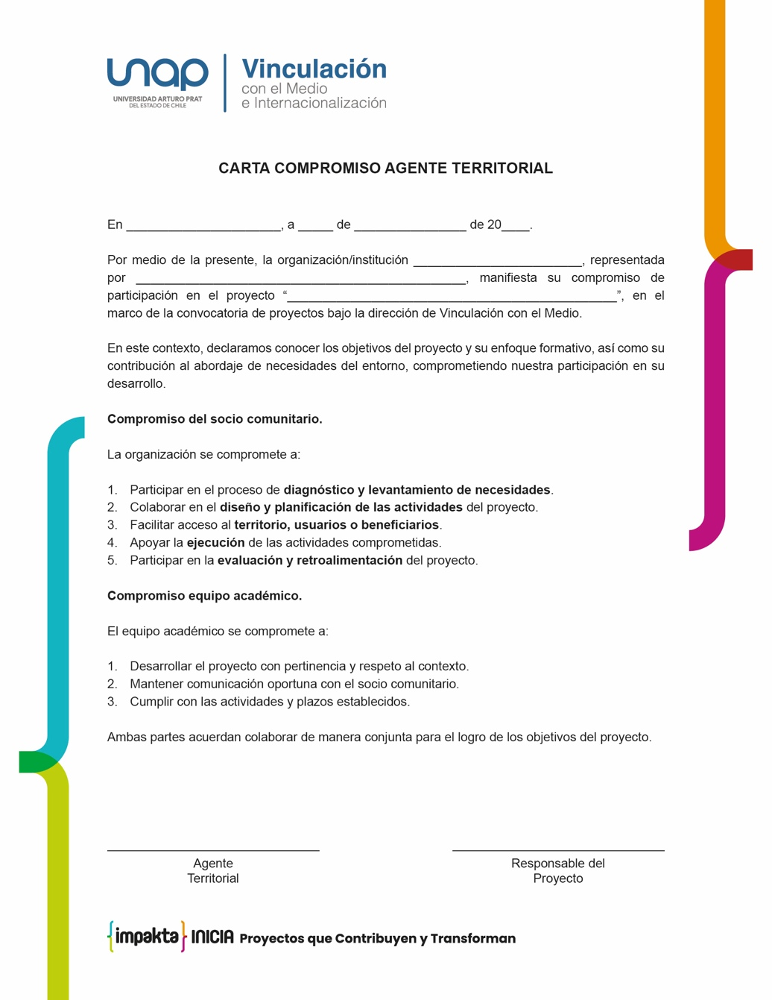 unap
UNIVERSIDAD ARTURO PRAT
DEL ESTADO DE CHILE
Vinculación
con el Medio
e Internacionalización
CARTA COMPROMISO AGENTE TERRITORIAL
En ______________________, a _____ de ________________ de 20____.
Por medio de la presente, la organización/institución ________________________, representada
por _______________________________________________, manifiesta su compromiso de
participación en el proyecto “_______________________________________________”, en el
marco de la convocatoria de proyectos bajo la dirección de Vinculación con el Medio.
En este contexto, declaramos conocer los objetivos del proyecto y su enfoque formativo, así como su
contribución al abordaje de necesidades del entorno, comprometiendo nuestra participación en su
desarrollo.
Compromiso del socio comunitario.
La organización se compromete a:
1. Participar en el proceso de diagnóstico y levantamiento de necesidades.
2. Colaborar en el diseño y planificación de las actividades del proyecto.
3. Facilitar acceso al territorio, usuarios o beneficiarios.
4. Apoyar la ejecución de las actividades comprometidas.
5. Participar en la evaluación y retroalimentación del proyecto.
Compromiso equipo académico.
El equipo académico se compromete a:
1. Desarrollar el proyecto con pertinencia y respeto al contexto.
2. Mantener comunicación oportuna con el socio comunitario.
3. Cumplir con las actividades y plazos establecidos.
Ambas partes acuerdan colaborar de manera conjunta para el logro de los objetivos del proyecto.
Agente
Territorial
Responsable del
Proyecto
{impakta} INICIA Proyectos que Contribuyen y Transforman